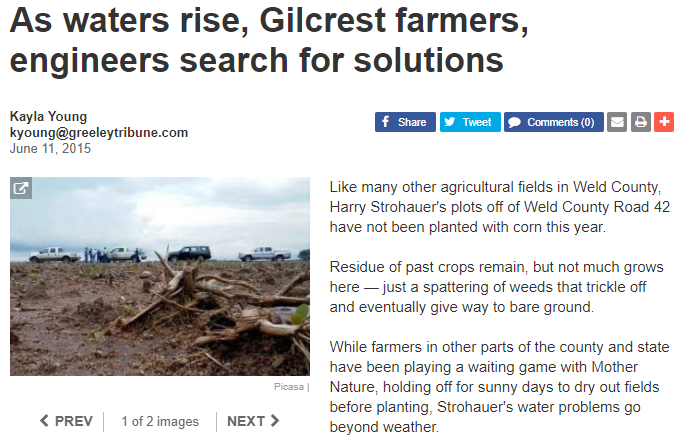 As waters rise, Gilcrest farmers,
engineers search for solutions
Kayla Young
kyoung@greeleytribune.com
June 11, 2015
Share
Tweet
Comments (0)
Like many other agricultural fields in Weld County,
Harry Strohauer's plots off of Weld County Road 42
have not been planted with corn this year.
Residue of past crops remain, but not much grows
here — just a spattering of weeds that trickle off
and eventually give way to bare ground.
While farmers in other parts of the county and state
have been playing a waiting game with Mother
Nature, holding off for sunny days to dry out fields
before planting, Strohauer's water problems go
beyond weather.
Picasa |
PREV
1 of 2 images
NEXT